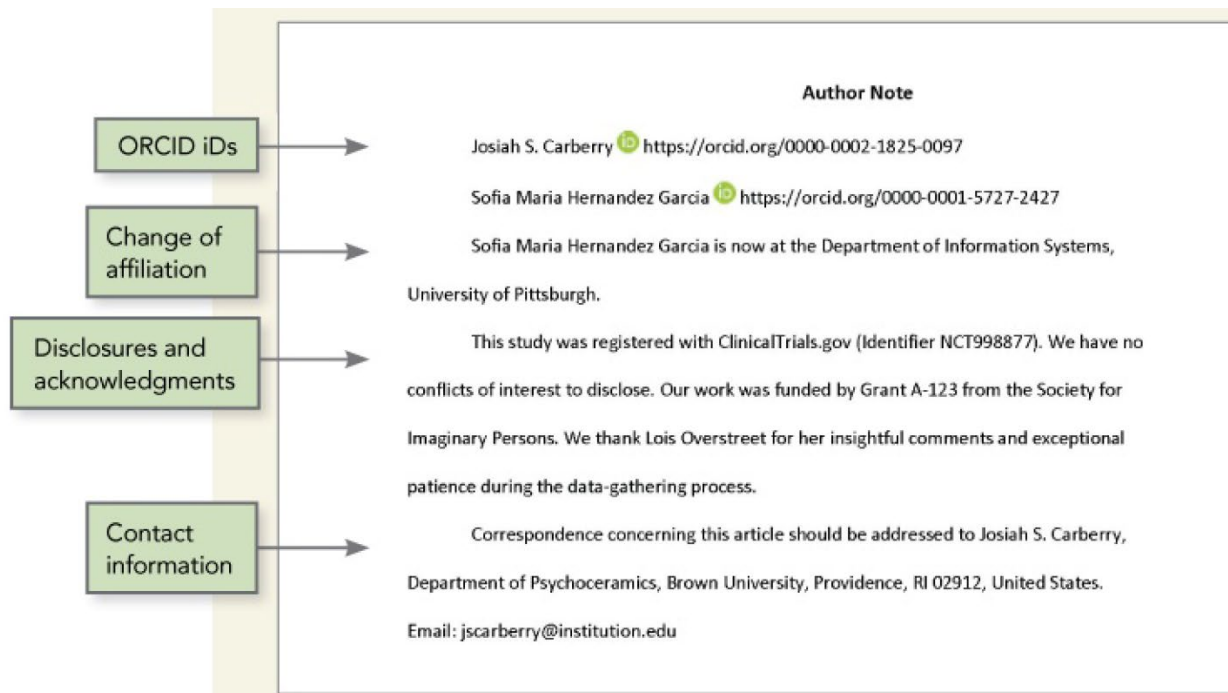 Author Note
ORCID iDs
Josiah S. Carberry iD https://orcid.org/0000-0002-1825-0097
Sofia Maria Hernandez Garcia iD https://orcid.org/0000-0001-5727-2427
Change of
affiliation
Sofia Maria Hernandez Garcia is now at the Department of Information Systems,
University of Pittsburgh.
Disclosures and
acknowledgments
This study was registered with ClinicalTrials.gov (Identifier NCT998877). We have no
conflicts of interest to disclose. Our work was funded by Grant A-123 from the Society for
Imaginary Persons. We thank Lois Overstreet for her insightful comments and exceptional
patience during the data-gathering process.
Contact
information
Correspondence concerning this article should be addressed to Josiah S. Carberry,
Department of Psychoceramics, Brown University, Providence, RI 02912, United States.
Email: jscarberry@institution.edu